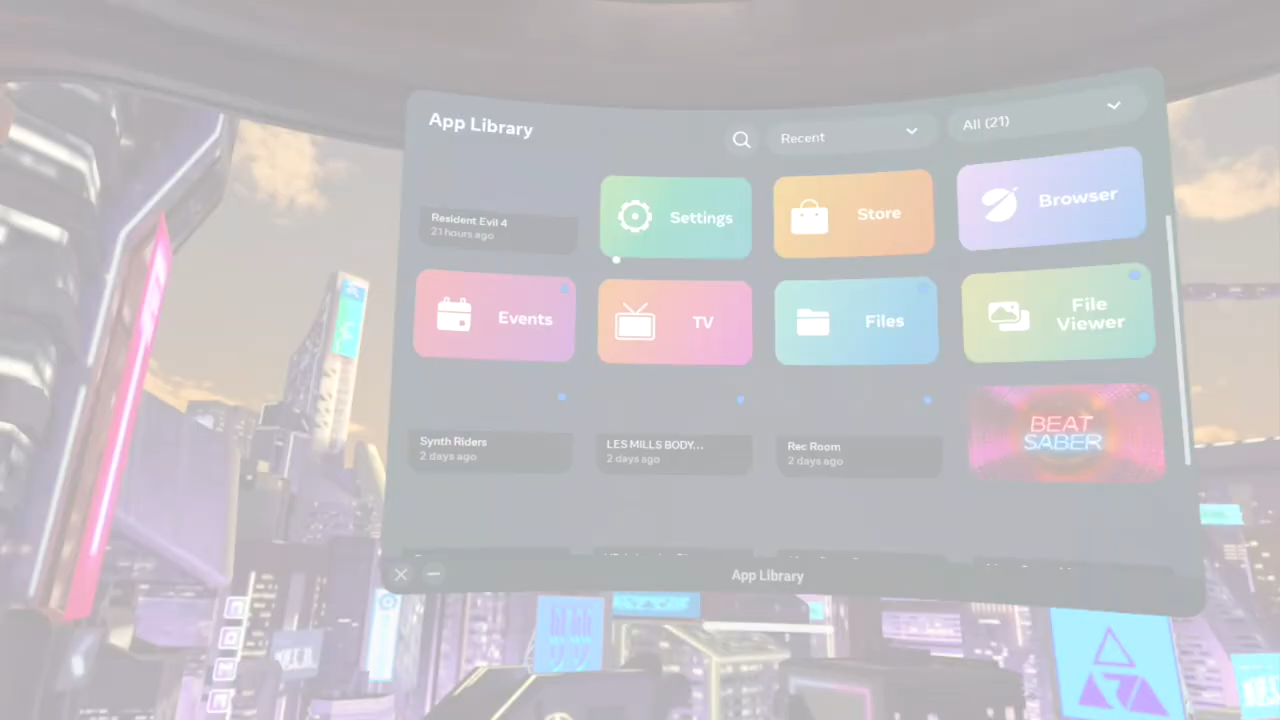 App Library
Recent
All (21)
Resident Evil 4
21 hours ago
Settings
Store
Browser
Events
TV
Files
File
Viewer
Synth Riders
2 days ago
LES MILLS BODY...
2 days ago
Rec Room
2 days ago
BEAT
SABER
App Library